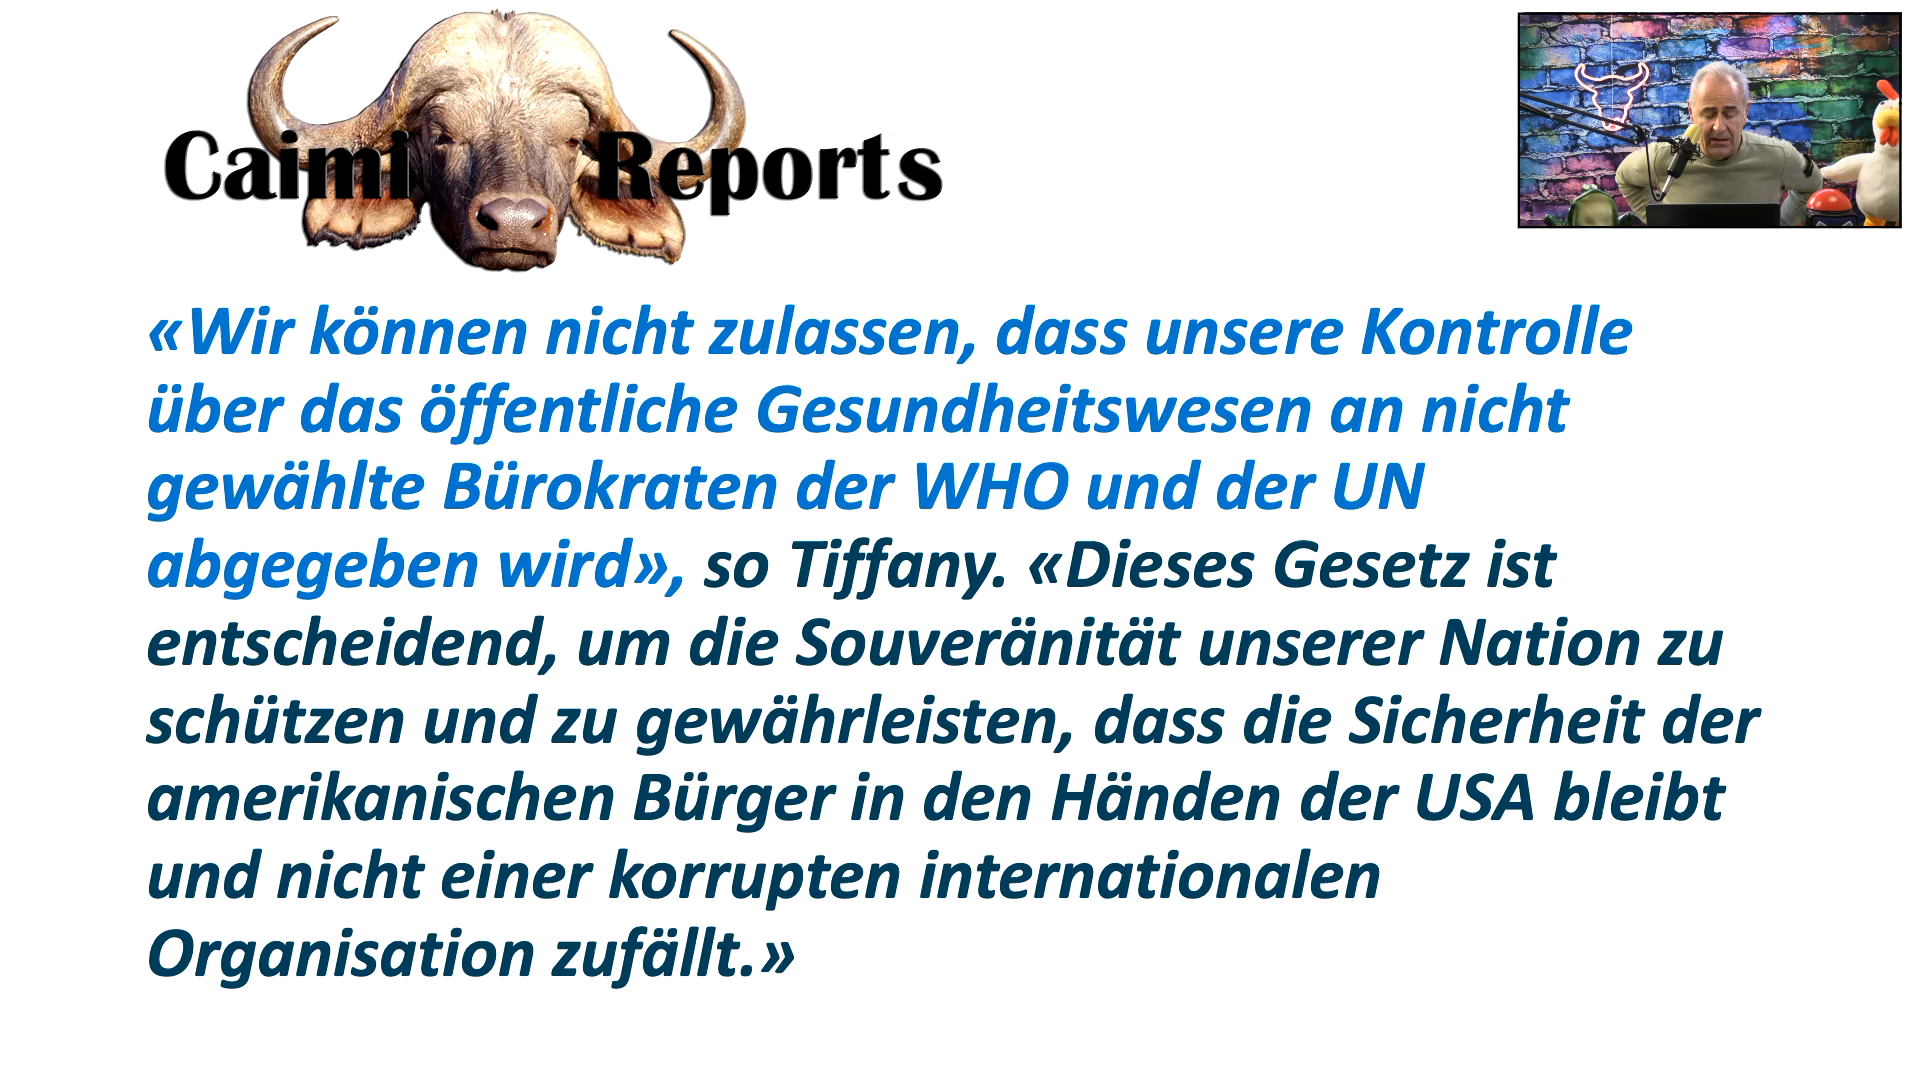 Caimi Reports
«Wir können nicht zulassen, dass unsere Kontrolle
über das öffentliche Gesundheitswesen an nicht
gewählte Bürokraten der WHO und der UN
abgegeben wird», so Tiffany. «Dieses Gesetz ist
entscheidend, um die Souveränität unserer Nation zu
schützen und zu gewährleisten, dass die Sicherheit der
amerikanischen Bürger in den Händen der USA bleibt
und nicht einer korrupten internationalen
Organisation zufällt.»